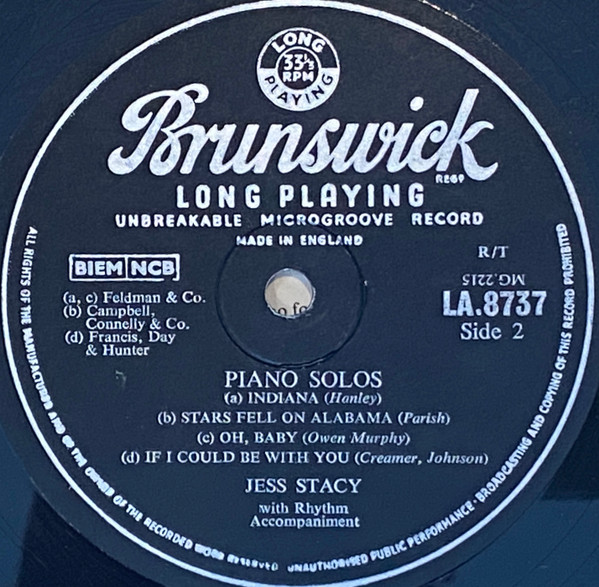 LONG
33⅓
RPM
PLAYING
Brunswick
REGD
LONG PLAYING
UNBREAKABLE MICROGROOVE RECORD
MADE IN ENGLAND
R/T
BIEM NCB
MG.2215
LA.8737
Side 2
(a, c) Feldman & Co.
(b) Campbell,
Connelly & Co.
(d) Francis, Day
& Hunter
PIANO SOLOS
(a) INDIANA (Hanley)
(b) STARS FELL ON ALABAMA (Parish)
(c) OH, BABY (Owen Murphy)
(d) IF I COULD BE WITH YOU (Creamer, Johnson)
JESS STACY
with Rhythm
Accompaniment
ALL RIGHTS OF THE MANUFACTURER AND OF THE OWNER OF THE RECORDED WORK RESERVED UNAUTHORISED PUBLIC PERFORMANCE · BROADCASTING AND COPYING OF THIS RECORD PROHIBITED